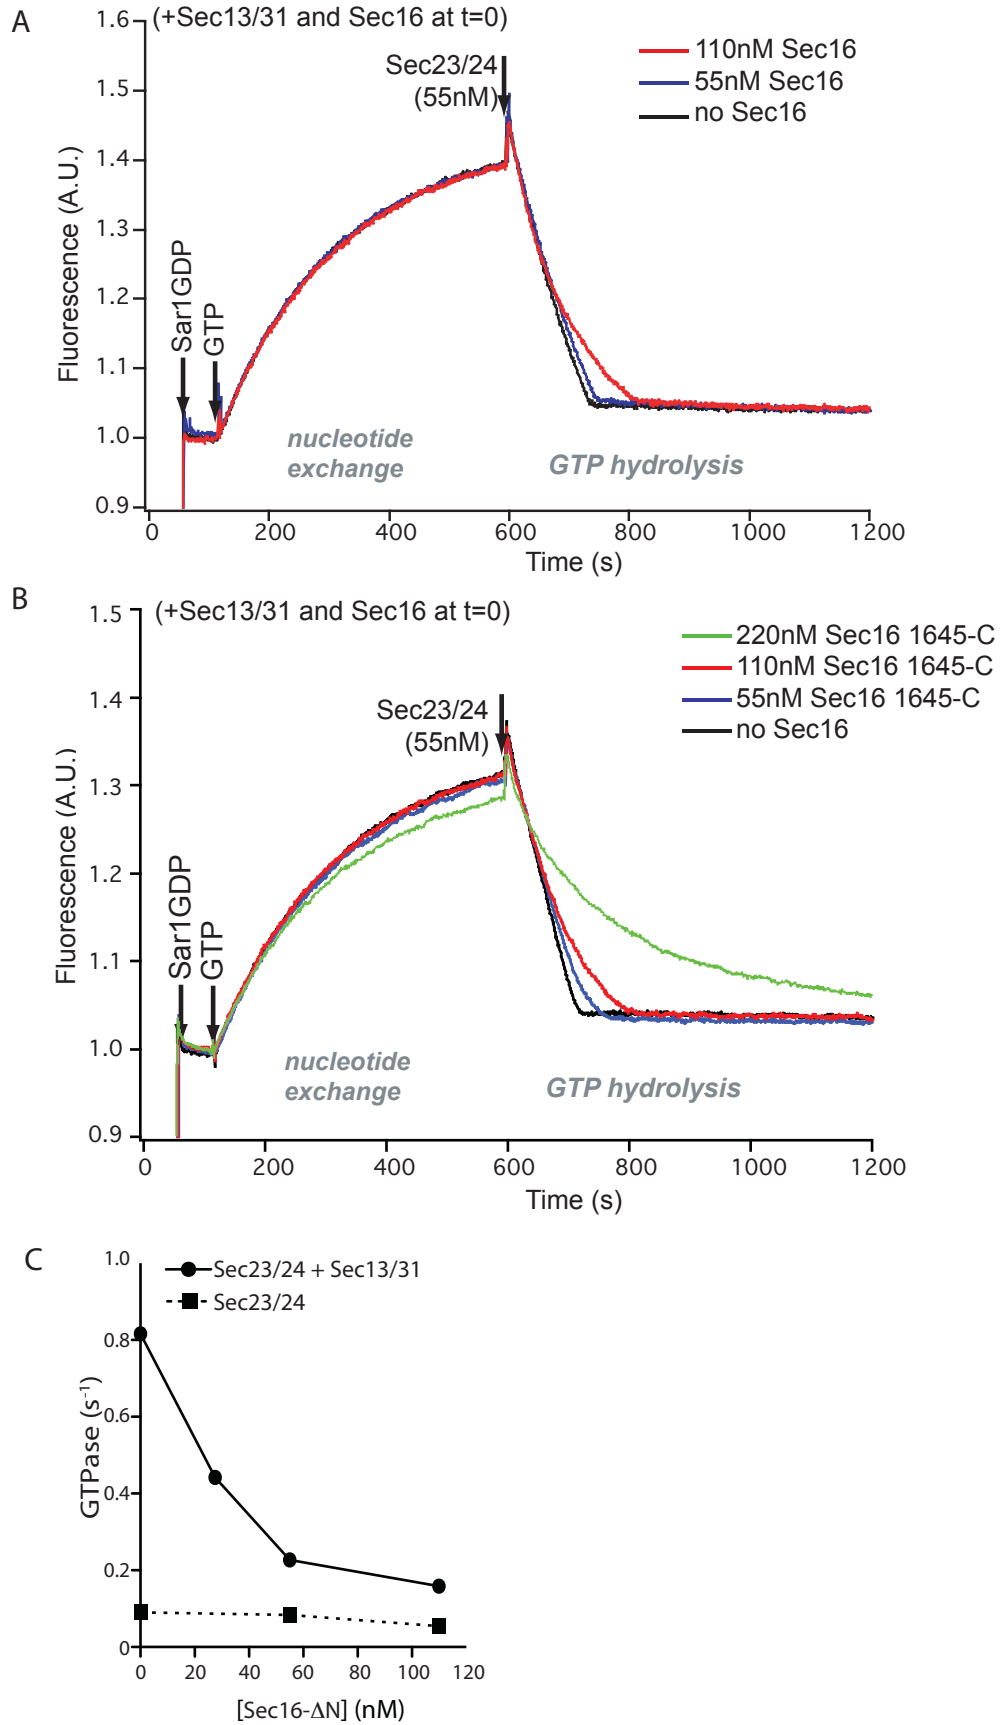 A
(+Sec13/31 and Sec16 at t=0)
1.6
1.5
1.4
1.3
1.2
1.1
1.0
0.9
Fluorescence (A.U.)
Sar1GDP
GTP
Sec23/24
(55nM)
110nM Sec16
55nM Sec16
no Sec16
nucleotide
exchange
GTP hydrolysis
0 200 400 600 800 1000 1200
Time (s)
B
(+Sec13/31 and Sec16 at t=0)
1.5
1.4
1.3
1.2
1.1
1.0
0.9
Fluorescence (A.U.)
Sar1GDP
GTP
Sec23/24
(55nM)
220nM Sec16 1645-C
110nM Sec16 1645-C
55nM Sec16 1645-C
no Sec16
nucleotide
exchange
GTP hydrolysis
0 200 400 600 800 1000 1200
Time (s)
C
1.0
0.8
0.6
0.4
0.2
0
GTPase (s⁻¹)
Sec23/24 + Sec13/31
Sec23/24
0 20 40 60 80 100 120
[Sec16-ΔN] (nM)